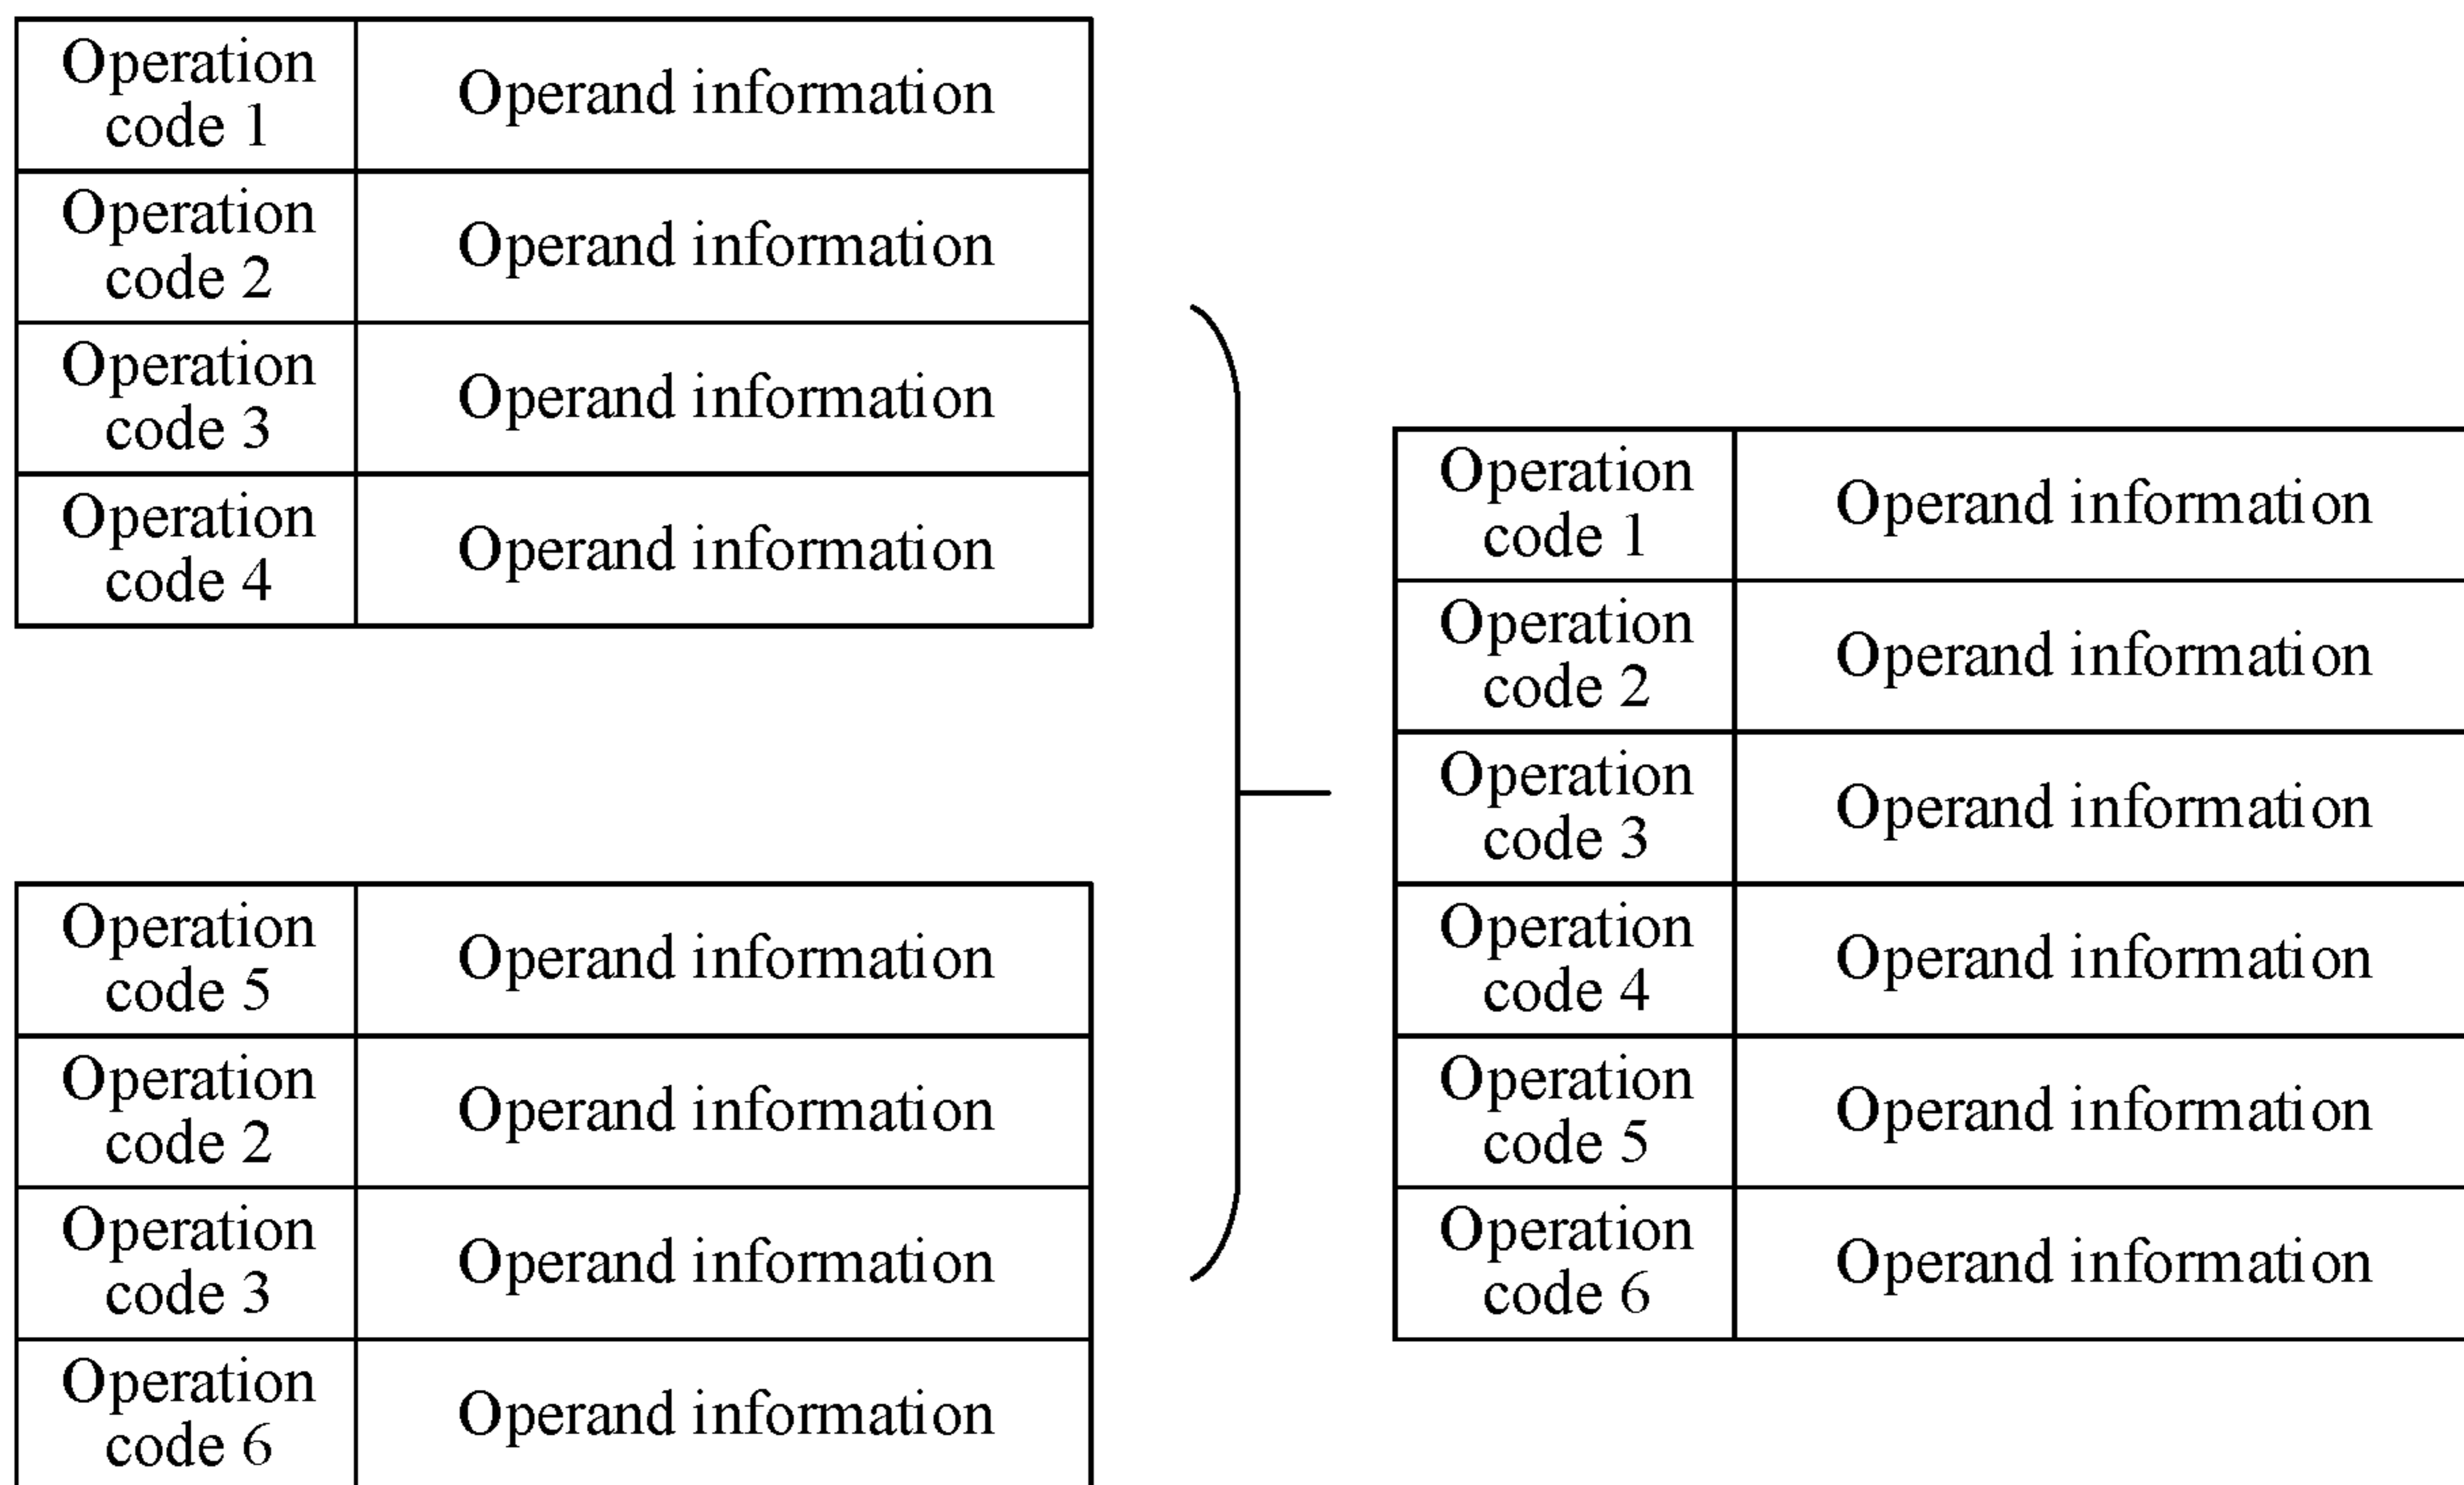 Operation
code 1
Operand information
Operation
code 2
Operand information
Operation
code 3
Operand information
Operation
code 4
Operand information
Operation
code 5
Operand information
Operation
code 2
Operand information
Operation
code 3
Operand information
Operation
code 6
Operand information
Operation
code 1
Operand information
Operation
code 2
Operand information
Operation
code 3
Operand information
Operation
code 4
Operand information
Operation
code 5
Operand information
Operation
code 6
Operand information